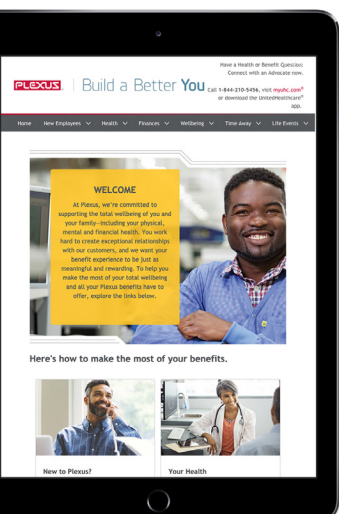 Have a Health or Benefit Question?
Connect with an Advocate now.
PLEXUS
Build a Better You
Call 1-844-210-5456, visit myuhc.com®
or download the UnitedHealthcare®
app.
Home New Employees Health Finances Wellbeing Time Away Life Events
WELCOME
At Plexus, we're committed to
supporting the total wellbeing of you and
your family—including your physical,
mental and financial health. You work
hard to create exceptional relationships
with our customers, and we want your
benefit experience to be just as
meaningful and rewarding. To help you
make the most of your total wellbeing
and all your Plexus benefits have to
offer, explore the links below.
Here's how to make the most of your benefits.
New to Plexus? Your Health